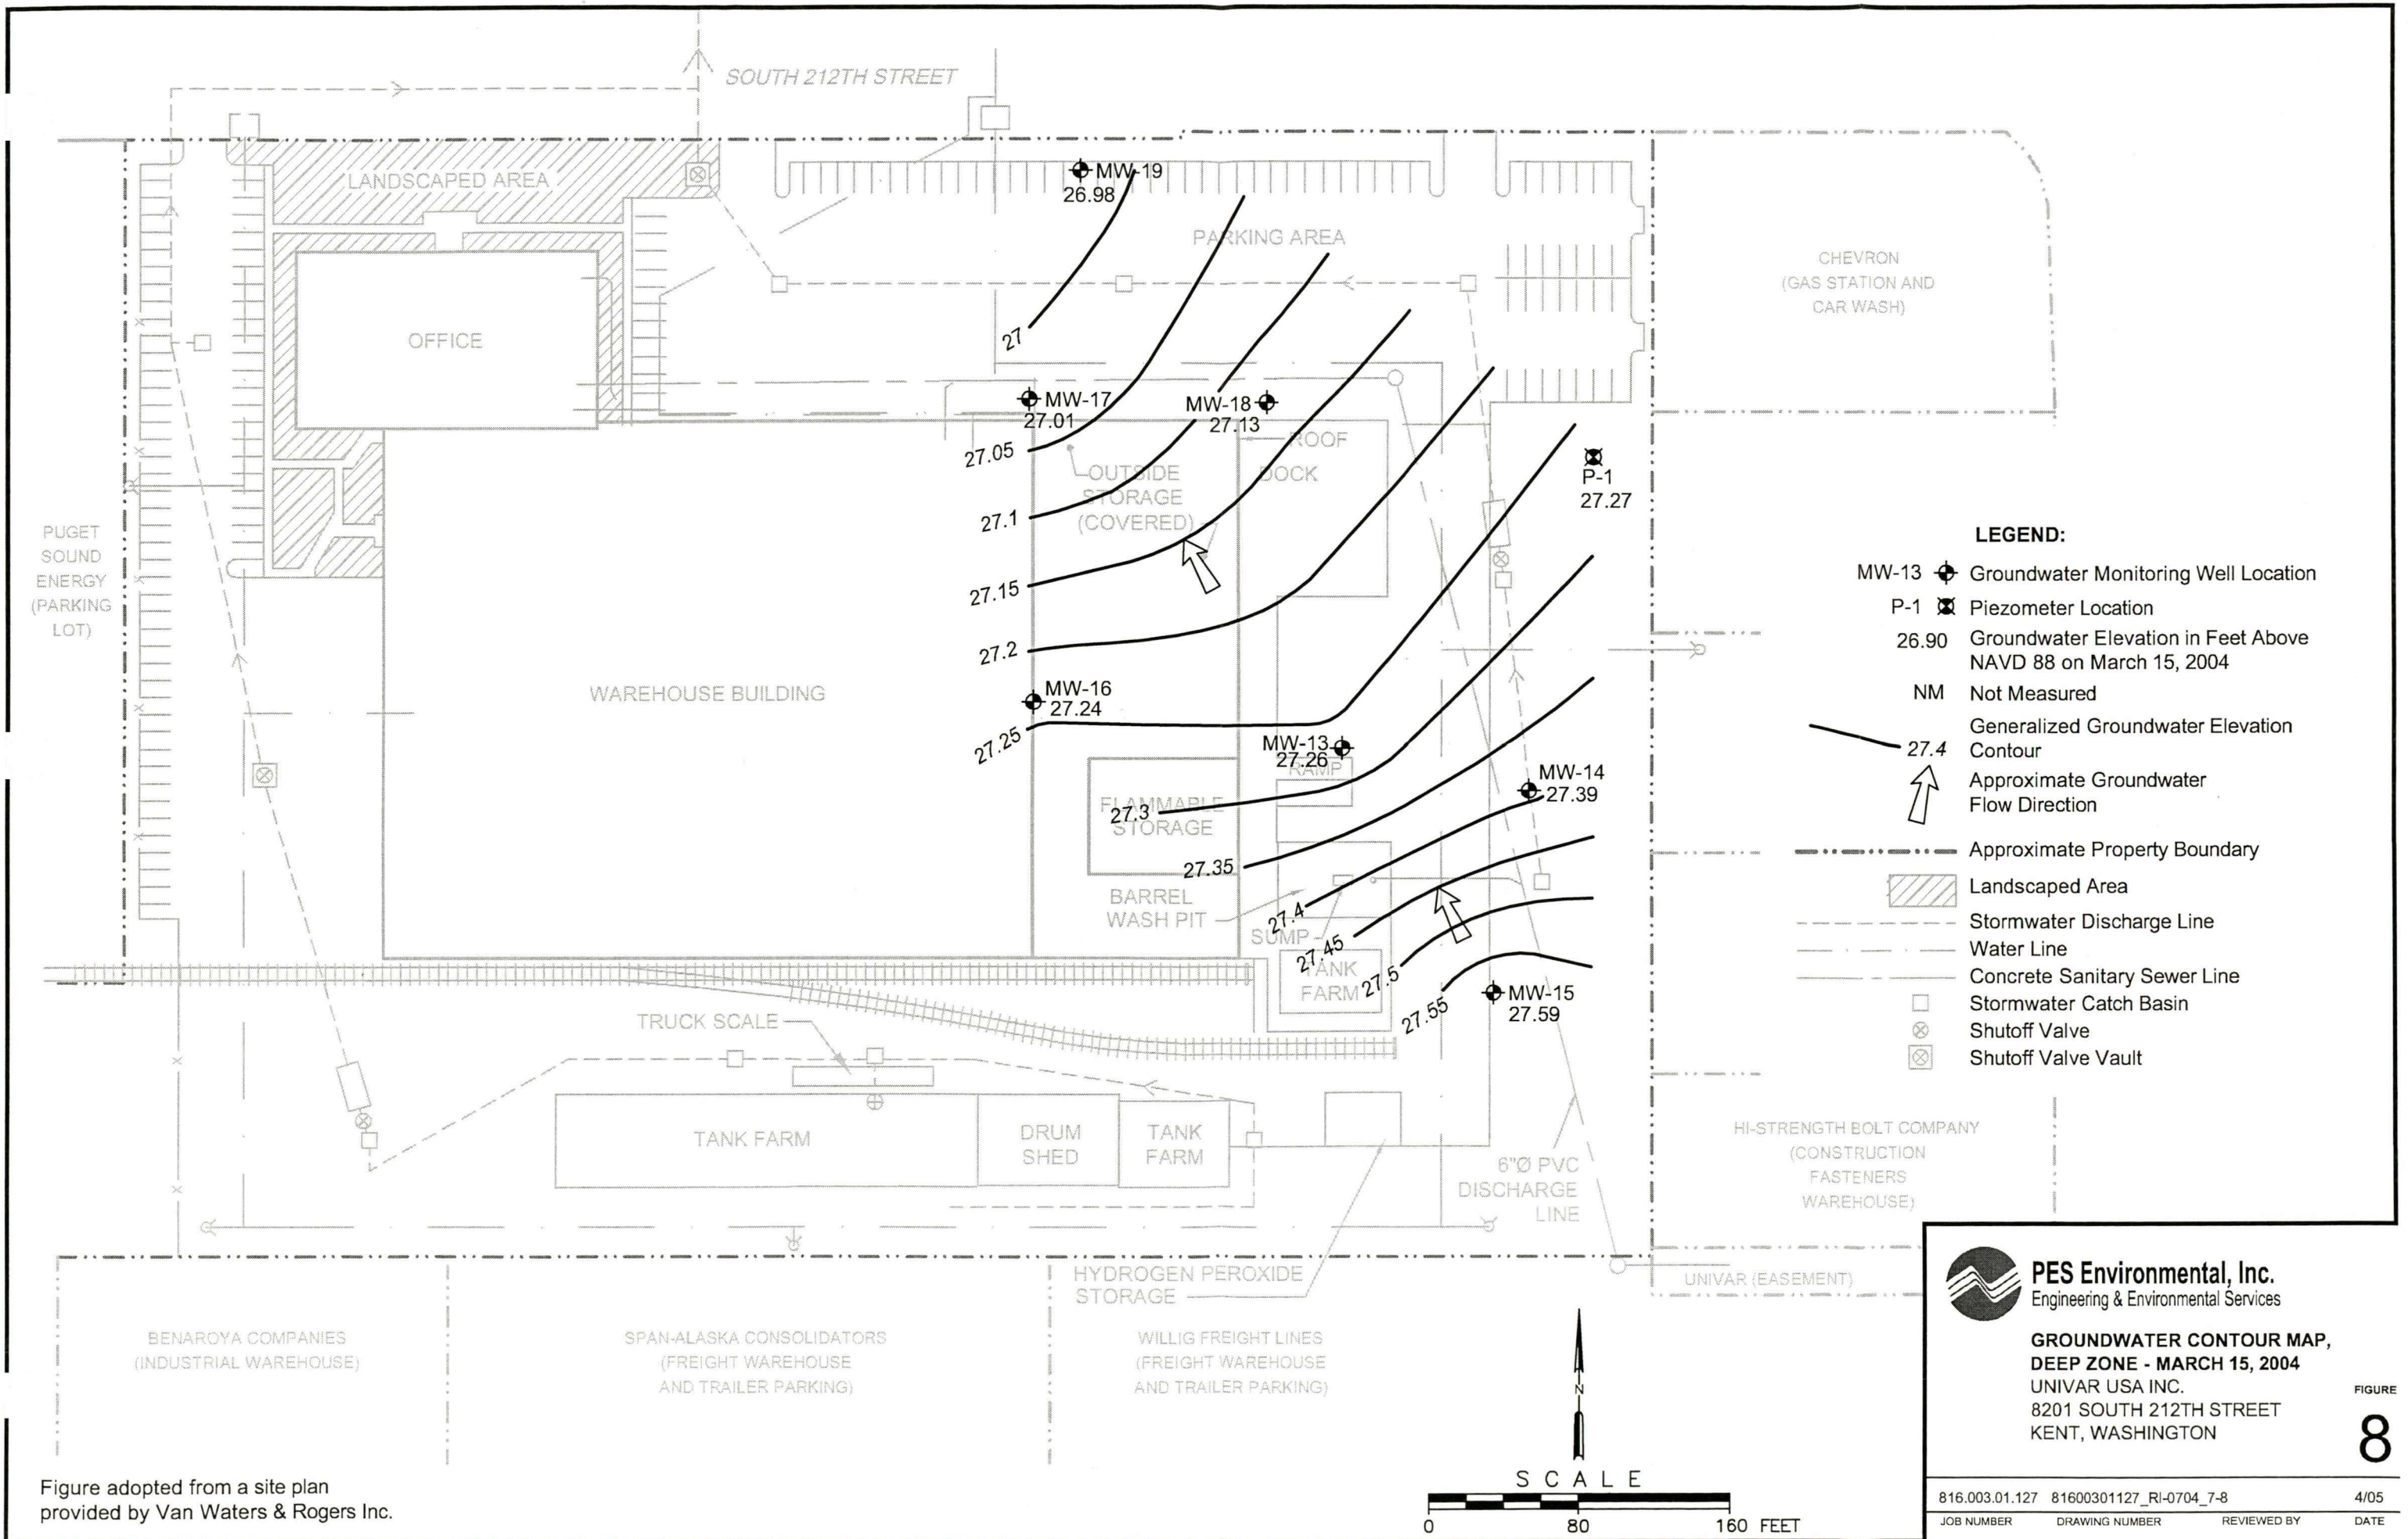 SOUTH 212TH STREET
LANDSCAPED AREA
MW-19
26.98
PARKING AREA
CHEVRON
(GAS STATION AND
CAR WASH)
OFFICE
27
MW-17
27.01
MW-18
27.13
27.05
ROOF
DOCK
OUTSIDE
STORAGE
(COVERED)
P-1
27.27
27.1
27.15
27.2
PUGET
SOUND
ENERGY
(PARKING
LOT)
WAREHOUSE BUILDING
MW-16
27.24
27.25
MW-13
27.26
RAMP
MW-14
27.39
FLAMMABLE
STORAGE
27.3
27.35
BARREL
WASH PIT
27.4
SUMP
27.45
TANK
FARM
27.5
27.55
MW-15
27.59
TRUCK SCALE
TANK FARM
DRUM
SHED
TANK
FARM
6"Ø PVC
DISCHARGE
LINE
HI-STRENGTH BOLT COMPANY
(CONSTRUCTION
FASTENERS
WAREHOUSE)
HYDROGEN PEROXIDE
STORAGE
UNIVAR (EASEMENT)
BENAROYA COMPANIES
(INDUSTRIAL WAREHOUSE)
SPAN-ALASKA CONSOLIDATORS
(FREIGHT WAREHOUSE
AND TRAILER PARKING)
WILLIG FREIGHT LINES
(FREIGHT WAREHOUSE
AND TRAILER PARKING)
LEGEND:
MW-13 Groundwater Monitoring Well Location
P-1 Piezometer Location
26.90 Groundwater Elevation in Feet Above
NAVD 88 on March 15, 2004
NM Not Measured
27.4 Generalized Groundwater Elevation
Contour
Approximate Groundwater
Flow Direction
Approximate Property Boundary
Landscaped Area
Stormwater Discharge Line
Water Line
Concrete Sanitary Sewer Line
Stormwater Catch Basin
Shutoff Valve
Shutoff Valve Vault
N
SCALE
0 80 160 FEET
Figure adopted from a site plan
provided by Van Waters & Rogers Inc.
PES Environmental, Inc.
Engineering & Environmental Services
GROUNDWATER CONTOUR MAP,
DEEP ZONE - MARCH 15, 2004
UNIVAR USA INC.
8201 SOUTH 212TH STREET
KENT, WASHINGTON
FIGURE
8
816.003.01.127 81600301127_RI-0704_7-8 4/05
JOB NUMBER DRAWING NUMBER REVIEWED BY DATE